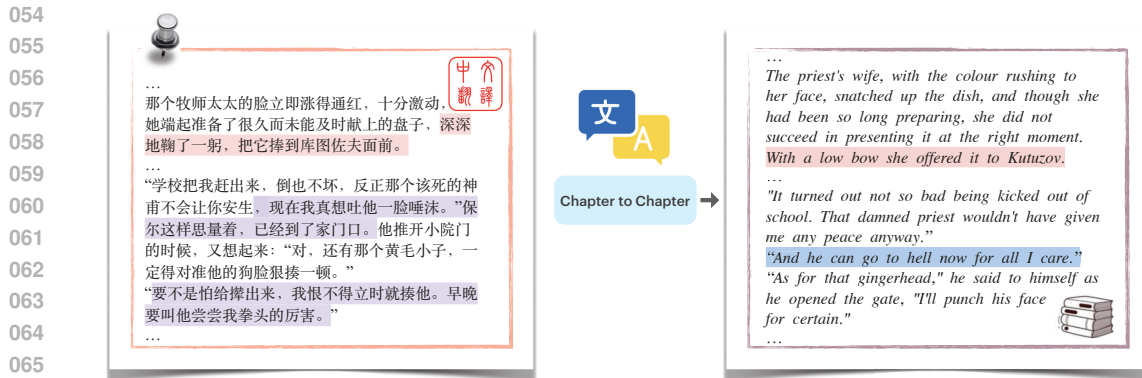 054
055
056
057
058
059
060
061
062
063
064
065
中文
翻譯
…
那个牧师太太的脸立即涨得通红，十分激动，
她端起准备了很久而未能及时献上的盘子，深深
地鞠了一躬，把它捧到库图佐夫面前。
…
“学校把我赶出来，倒也不坏，反正那个该死的神
甫不会让你安生，现在我真想吐他一脸唾沫。”保
尔这样思量着，已经到了家门口。他推开小院门
的时候，又想起来：“对，还有那个黄毛小子，一
定得对准他的狗脸狠揍一顿。”
“要不是怕给撵出来，我恨不得立时就揍他。早晚
要叫他尝尝我拳头的厉害。”
…
文
A
Chapter to Chapter
…
The priest's wife, with the colour rushing to
her face, snatched up the dish, and though she
had been so long preparing, she did not
succeed in presenting it at the right moment.
With a low bow she offered it to Kutuzov.
…
"It turned out not so bad being kicked out of
school. That damned priest wouldn't have given
me any peace anyway.”
“And he can go to hell now for all I care.”
“As for that gingerhead," he said to himself as
he opened the gate, "I'll punch his face
for certain."
…